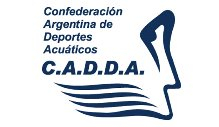 Confederación
Argentina de
Deportes
Acuáticos
C.A.D.D.A.